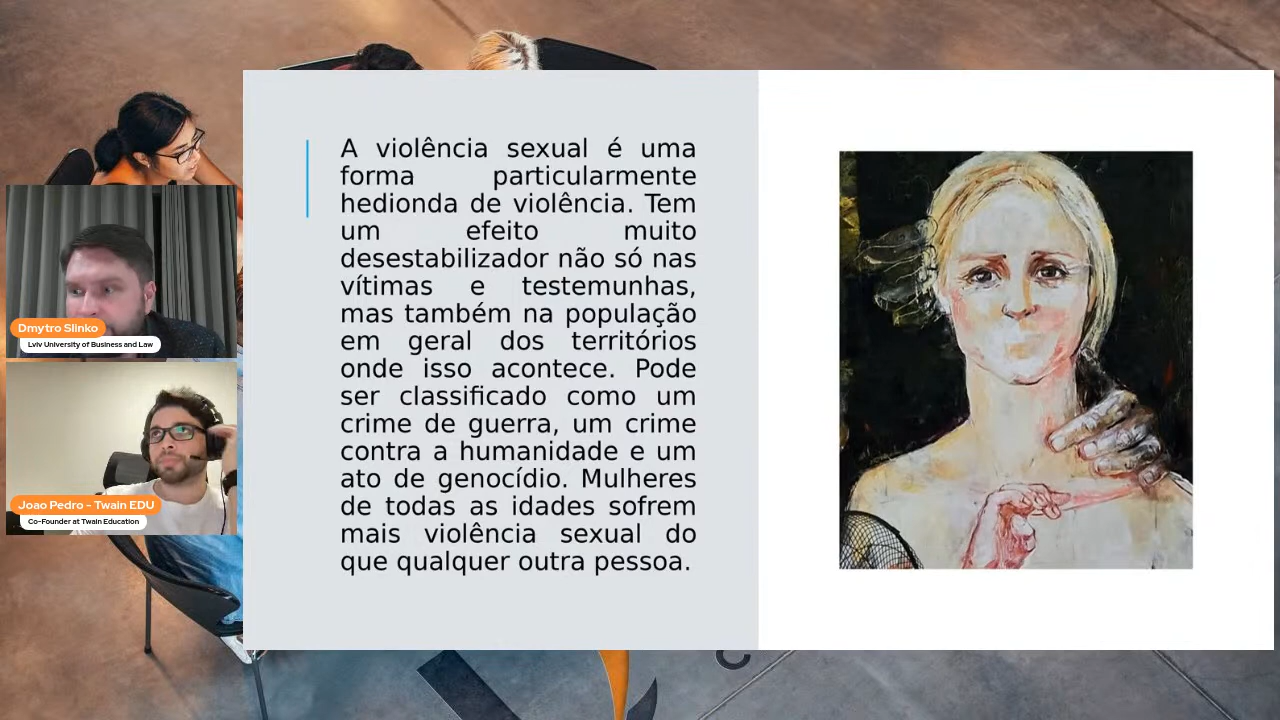 A violência sexual é uma
forma particularmente
hedionda de violência. Tem
um efeito muito
desestabilizador não só nas
vítimas e testemunhas,
mas também na população
em geral dos territórios
onde isso acontece. Pode
ser classificado como um
crime de guerra, um crime
contra a humanidade e um
ato de genocídio. Mulheres
de todas as idades sofrem
mais violência sexual do
que qualquer outra pessoa.
Dmytro Slinko
Lviv University of Business and Law
Joao Pedro - Twain EDU
Co-Founder at Twain Education